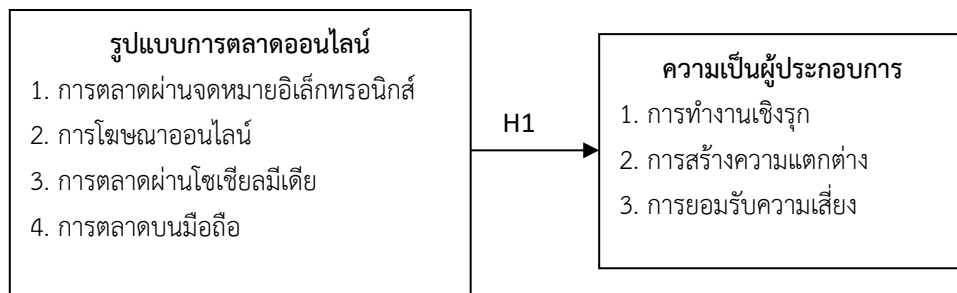 รูปแบบการตลาดออนไลน์
1. การตลาดผ่านจดหมายอิเล็กทรอนิกส์
2. การโฆษณาออนไลน์
3. การตลาดผ่านโซเชียลมีเดีย
4. การตลาดบนมือถือ
H1
ความเป็นผู้ประกอบการ
1. การทำงานเชิงรุก
2. การสร้างความแตกต่าง
3. การยอมรับความเสี่ยง